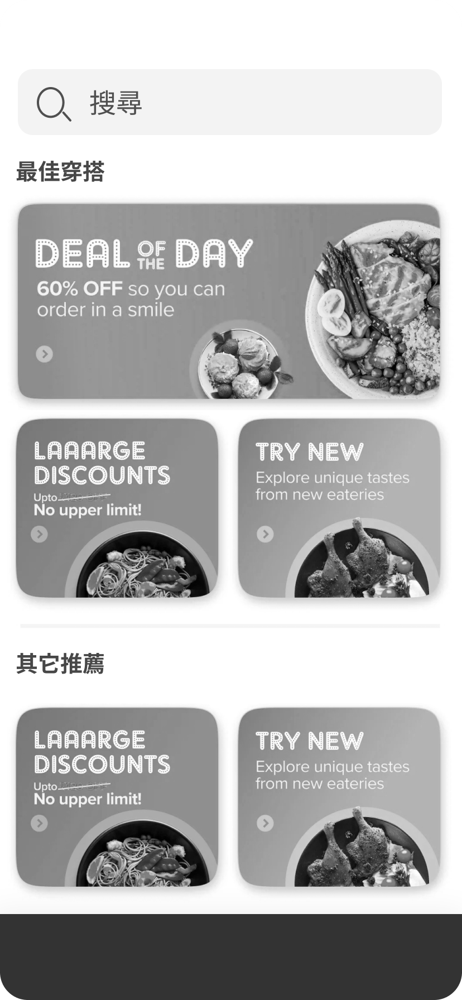 搜尋
最佳穿搭
DEAL OF THE DAY
60% OFF so you can
order in a smile
LAAARGE
DISCOUNTS
Upto
No upper limit!
TRY NEW
Explore unique tastes
from new eateries
其它推薦
LAAARGE
DISCOUNTS
Upto
No upper limit!
TRY NEW
Explore unique tastes
from new eateries